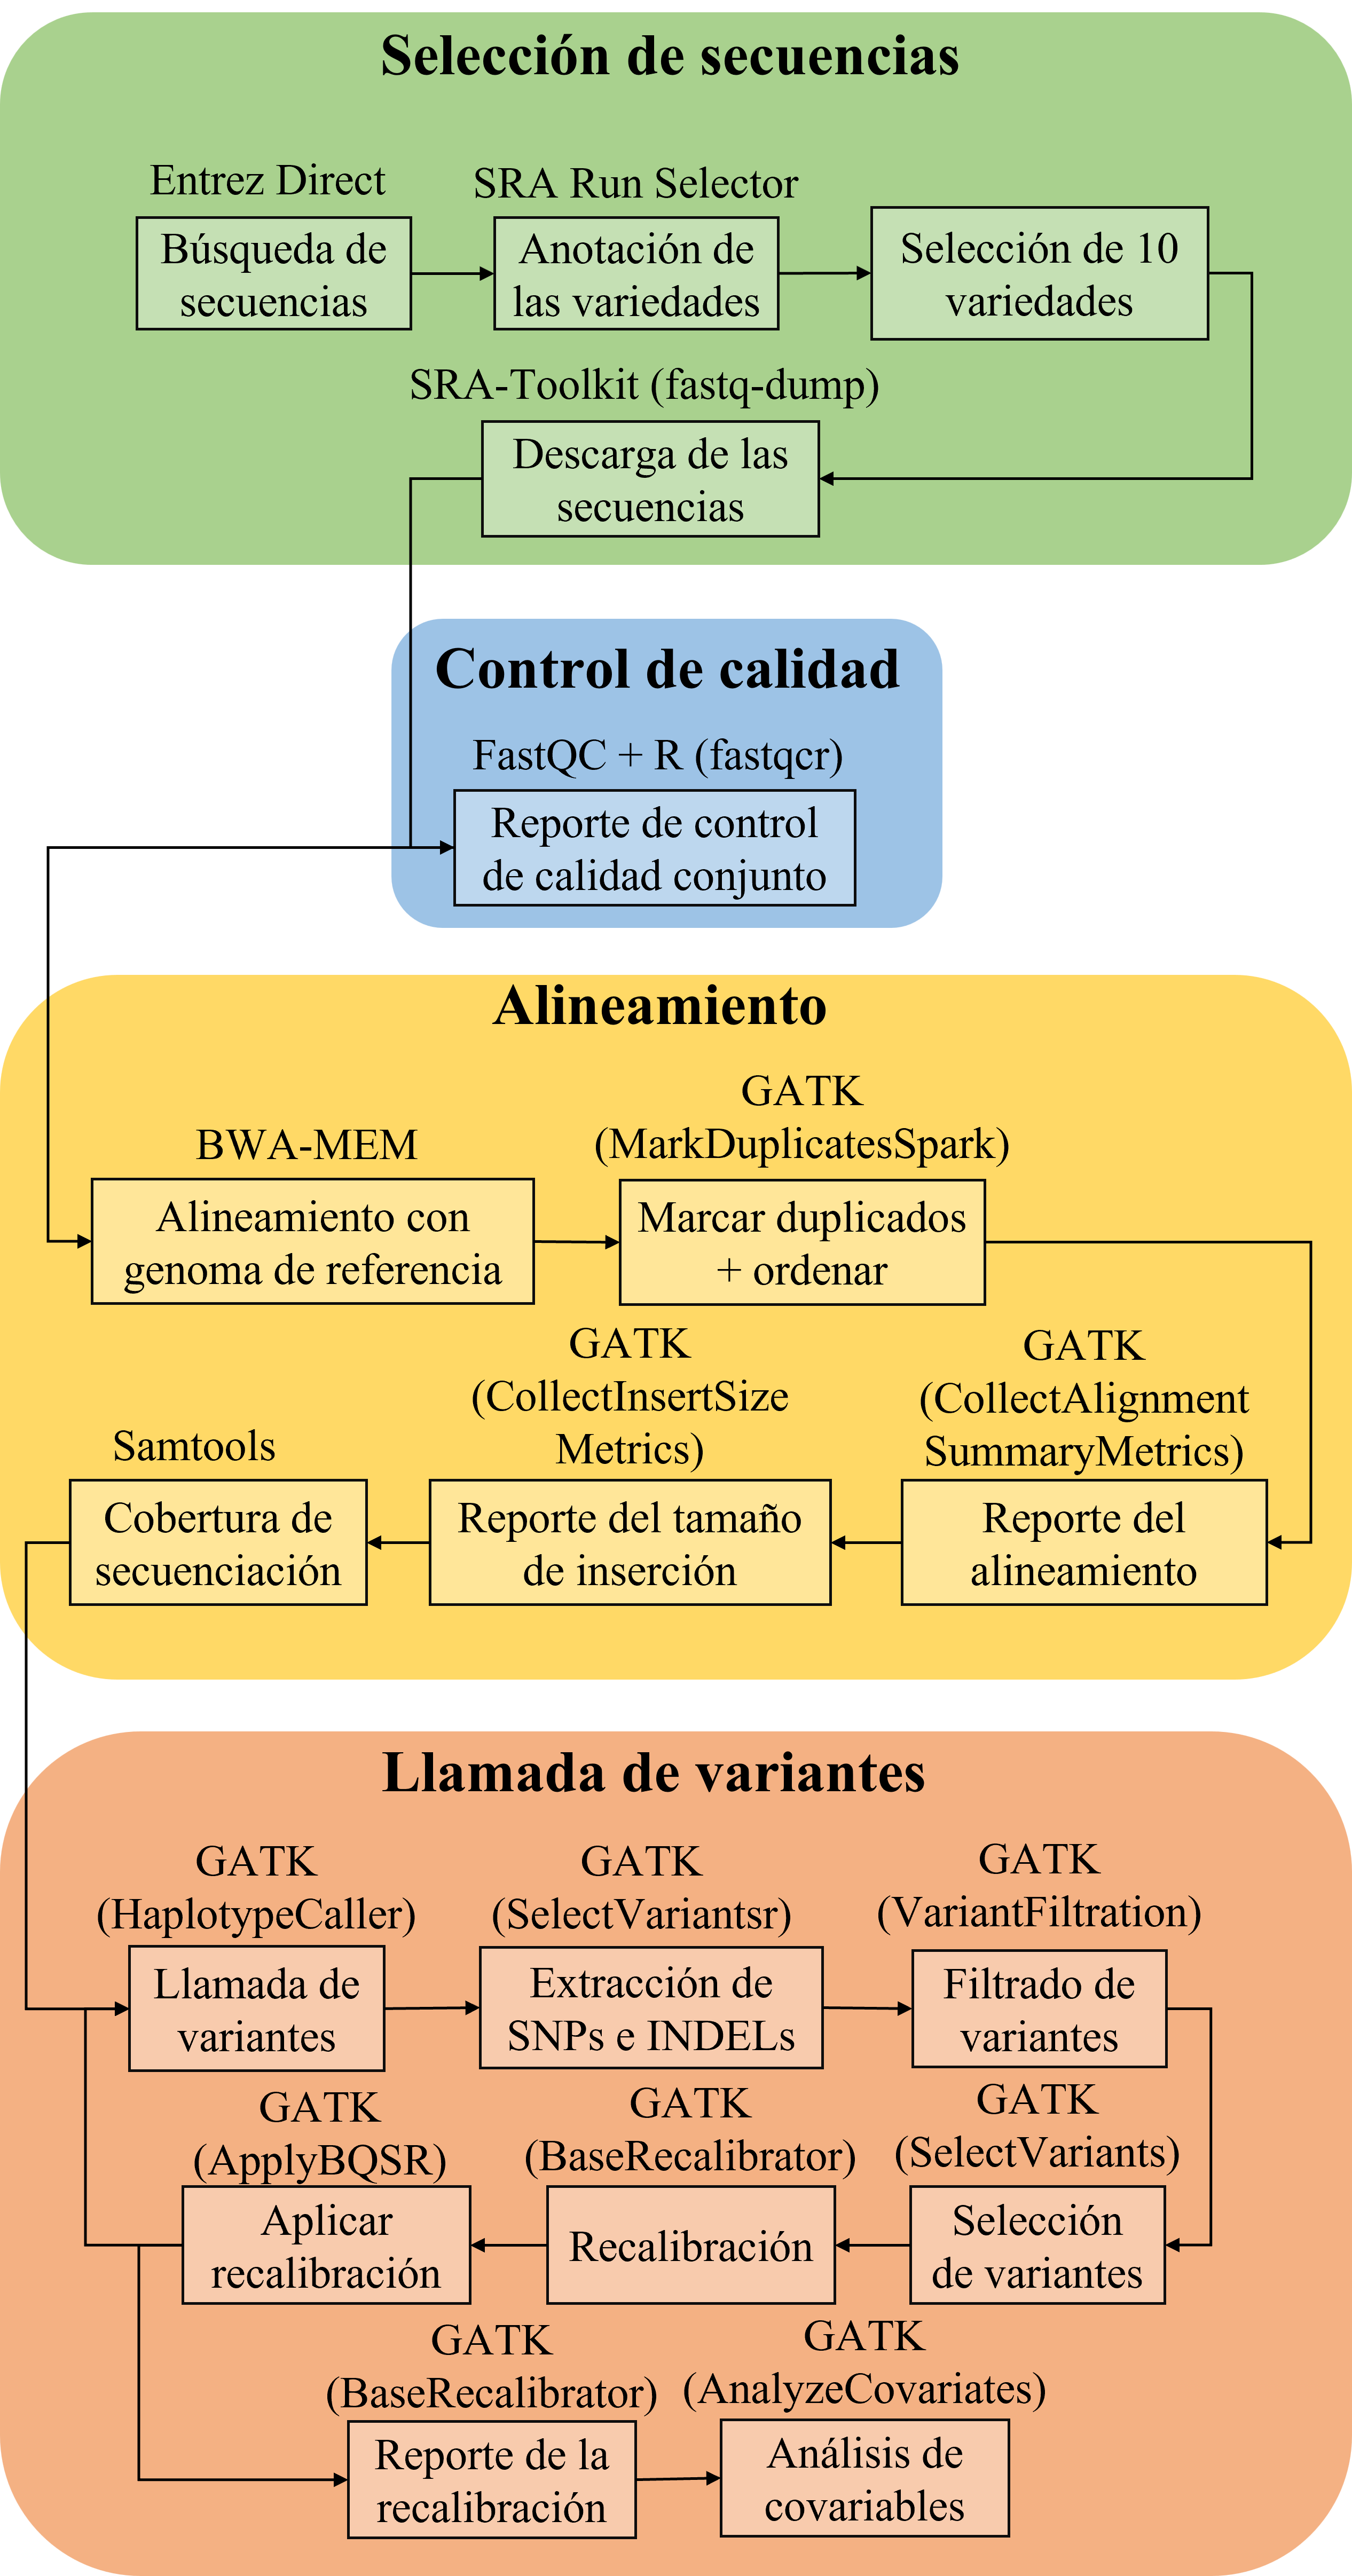 Selección de secuencias
Entrez Direct
Búsqueda de
secuencias
SRA Run Selector
Anotación de
las variedades
Selección de 10
variedades
SRA-Toolkit (fastq-dump)
Descarga de las
secuencias
Control de calidad
FastQC + R (fastqcr)
Reporte de control
de calidad conjunto
Alineamiento
BWA-MEM
Alineamiento con
genoma de referencia
GATK
(MarkDuplicatesSpark)
Marcar duplicados
+ ordenar
GATK
(CollectAlignment
SummaryMetrics)
Reporte del
alineamiento
GATK
(CollectInsertSize
Metrics)
Reporte del tamaño
de inserción
Samtools
Cobertura de
secuenciación
Llamada de variantes
GATK
(HaplotypeCaller)
Llamada de
variantes
GATK
(SelectVariantsr)
Extracción de
SNPs e INDELs
GATK
(VariantFiltration)
Filtrado de
variantes
GATK
(SelectVariants)
Selección
de variantes
GATK
(BaseRecalibrator)
Recalibración
GATK
(ApplyBQSR)
Aplicar
recalibración
GATK
(BaseRecalibrator)
Reporte de la
recalibración
GATK
(AnalyzeCovariates)
Análisis de
covariables